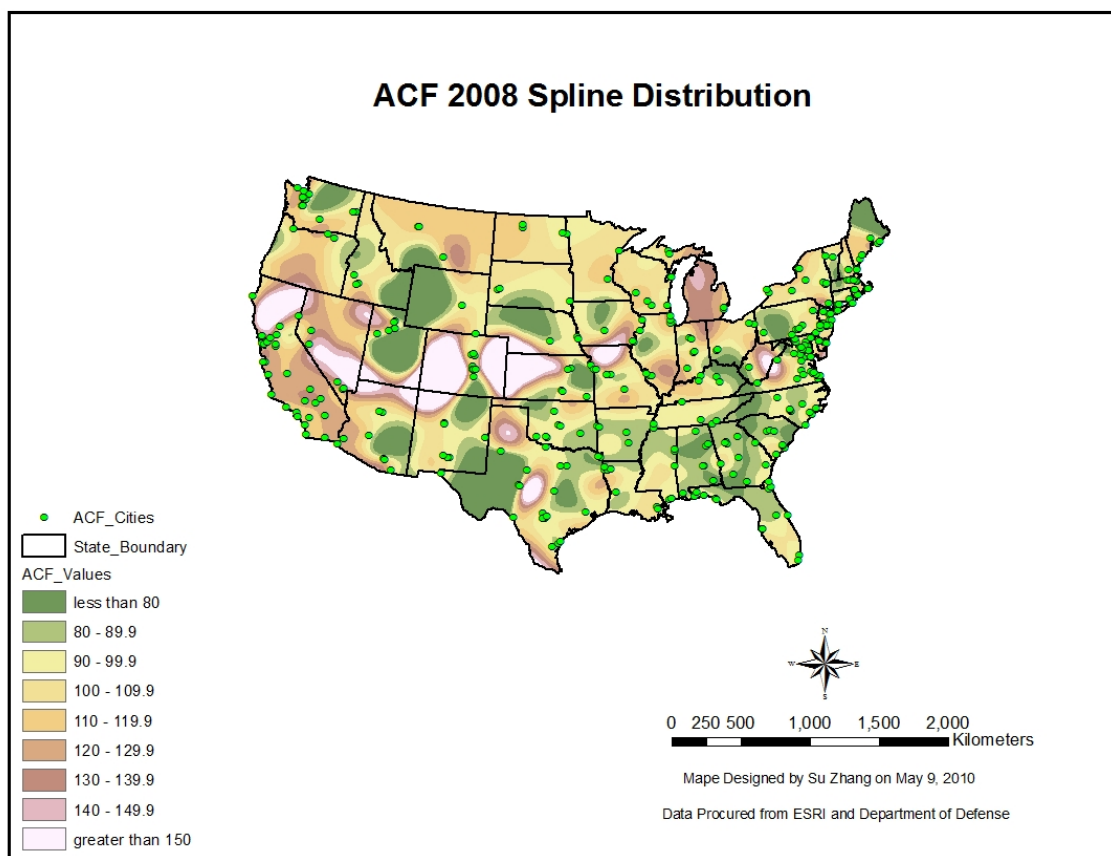 ACF 2008 Spline Distribution
ACF_Cities
State_Boundary
ACF_Values
less than 80
80 - 89.9
90 - 99.9
100 - 109.9
110 - 119.9
120 - 129.9
130 - 139.9
140 - 149.9
greater than 150
N
W E
S
0 250 500 1,000 1,500 2,000
Kilometers
Mape Designed by Su Zhang on May 9, 2010
Data Procured from ESRI and Department of Defense